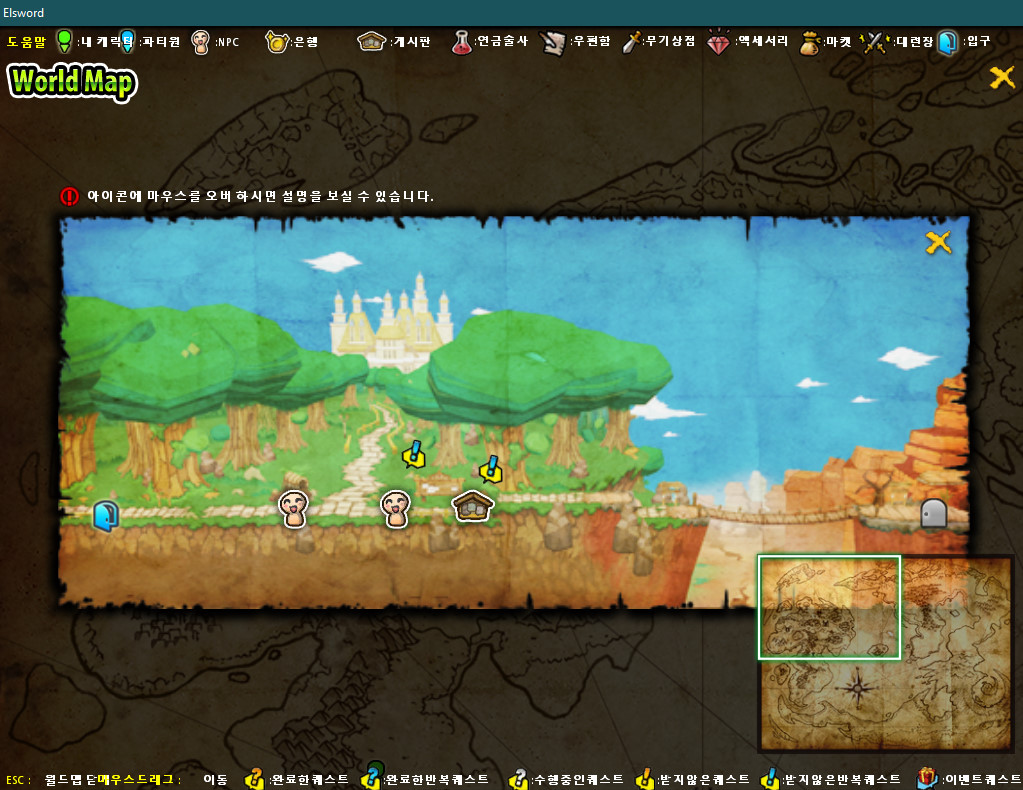 Elsword
도움말 :내 캐릭터 :파티원 :NPC :은행 :게시판 :연금술사 :우편함 :무기상점 :액세서리 :마켓 :대련장 :입구
World Map
아이콘에 마우스를 오버 하시면 설명을 보실 수 있습니다.
ESC : 월드맵 닫 마우스드래그 : 이동 :완료한퀘스트 :완료한반복퀘스트 :수행중인퀘스트 :받지않은퀘스트 :받지않은반복퀘스트 :이벤트퀘스트